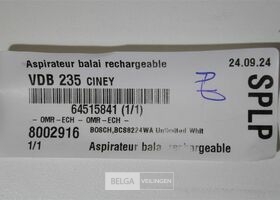 Aspirateur balai rechargeable 24.09.24
VDB 235 CINEY
64515841 (1/1)
- OMR-ECH - - OMR-ECH -
8002916 BOSCH,BCS8224WA Unlimited Whit
1/1 Aspirateur balai rechargeable
SPLP
BELGA VEILINGEN